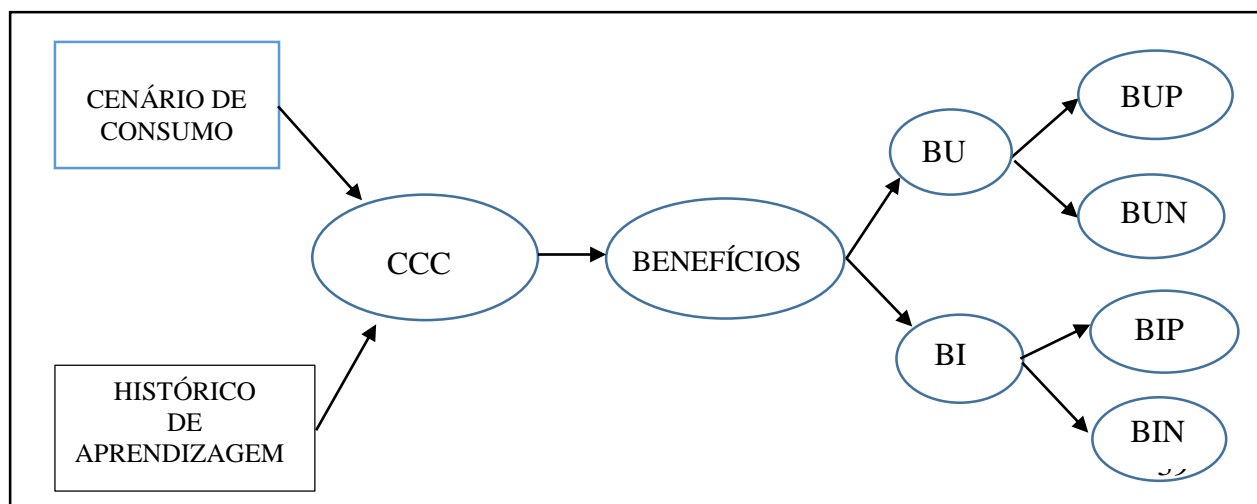 CENÁRIO DE
CONSUMO
HISTÓRICO
DE
APRENDIZAGEM
CCC
BENEFÍCIOS
BU
BI
BUP
BUN
BIP
BIN